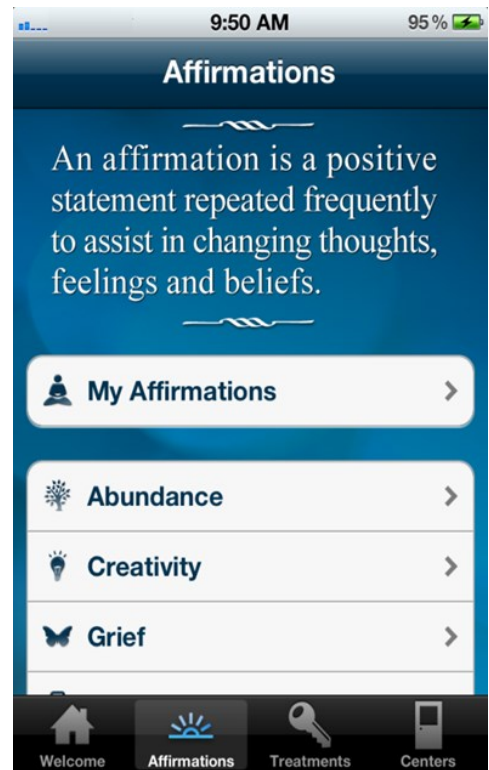 9:50 AM 95%
Affirmations
An affirmation is a positive
statement repeated frequently
to assist in changing thoughts,
feelings and beliefs.
My Affirmations
Abundance
Creativity
Grief
Welcome Affirmations Treatments Centers